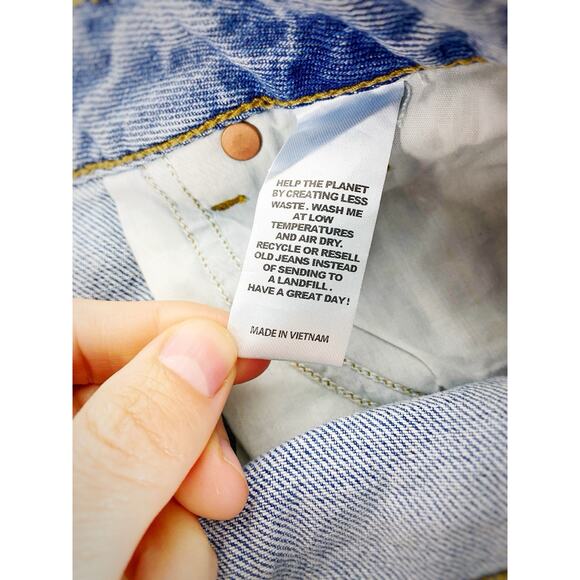 HELP THE PLANET
BY CREATING LESS
WASTE. WASH ME
AT LOW
TEMPERATURES
AND AIR DRY.
RECYCLE OR RESELL
OLD JEANS INSTEAD
OF SENDING TO
A LANDFILL.
HAVE A GREAT DAY!
MADE IN VIETNAM